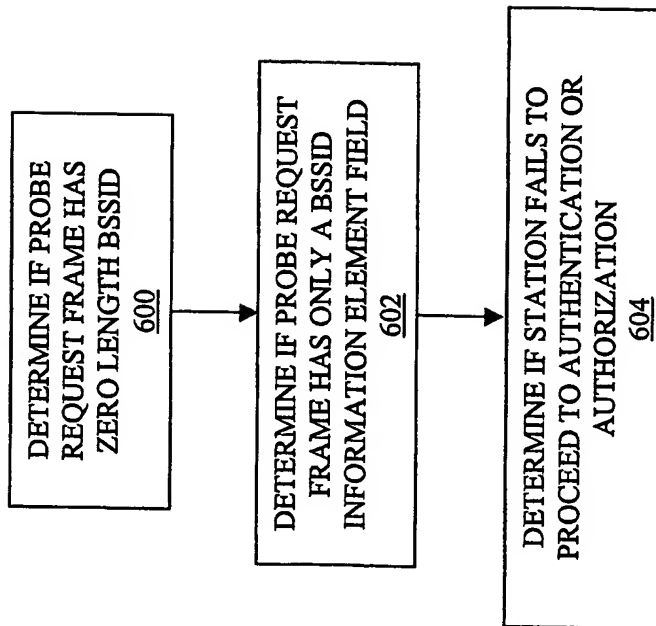 DETERMINE IF PROBE
REQUEST FRAME HAS
ZERO LENGTH BSSID
600
DETERMINE IF PROBE REQUEST
FRAME HAS ONLY A BSSID
INFORMATION ELEMENT FIELD
602
DETERMINE IF STATION FAILS TO
PROCEED TO AUTHENTICATION OR
AUTHORIZATION
604